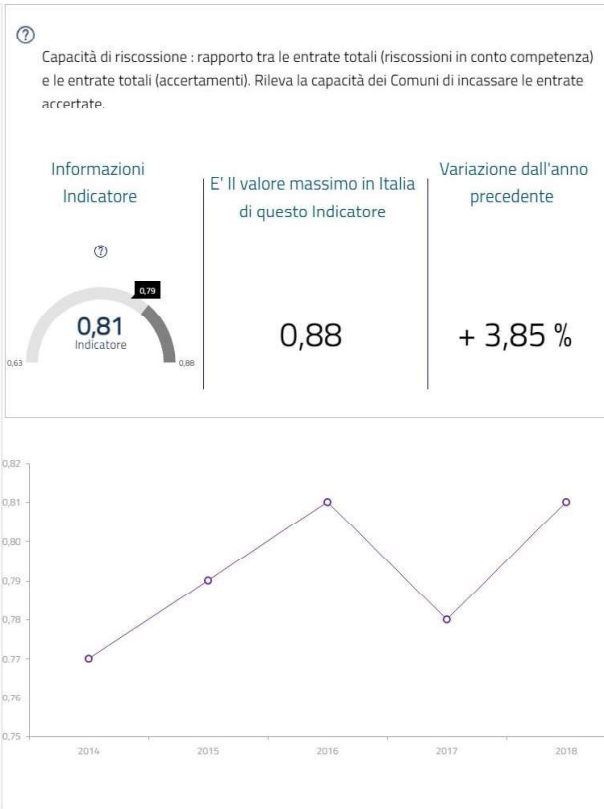 ?
Capacità di riscossione : rapporto tra le entrate totali (riscossioni in conto competenza)
e le entrate totali (accertamenti). Rileva la capacità dei Comuni di incassare le entrate
accertate.
Informazioni
Indicatore
E' Il valore massimo in Italia
di questo Indicatore
Variazione dall'anno
precedente
?
0,79
0,81
Indicatore
0,63
0,88
0,88
+ 3,85 %
0,82
0,81
0,80
0,79
0,78
0,77
0,76
0,75
2014
2015
2016
2017
2018